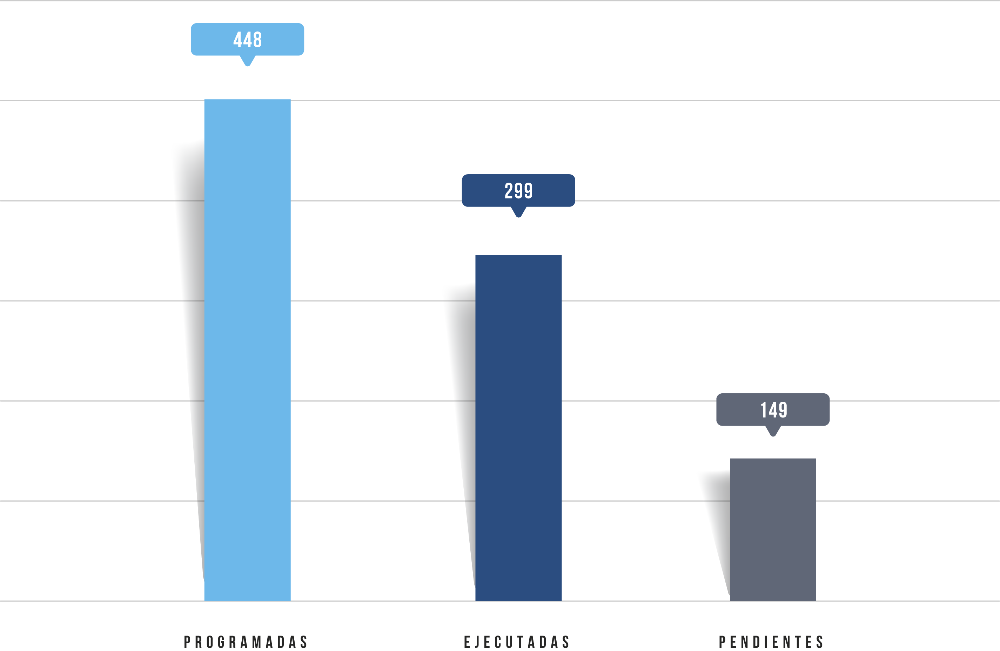 448
299
149
PROGRAMADAS
EJECUTADAS
PENDIENTES